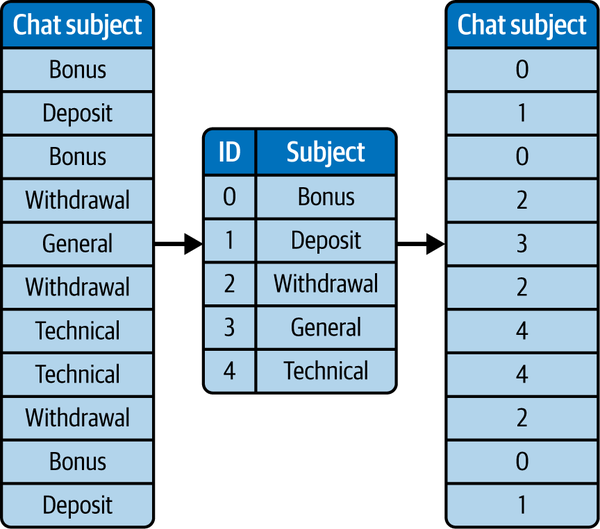 Chat subject
Bonus
Deposit
Bonus
Withdrawal
General
Withdrawal
Technical
Technical
Withdrawal
Bonus
Deposit
ID Subject
0 Bonus
1 Deposit
2 Withdrawal
3 General
4 Technical
Chat subject
0
1
0
2
3
2
4
4
2
0
1